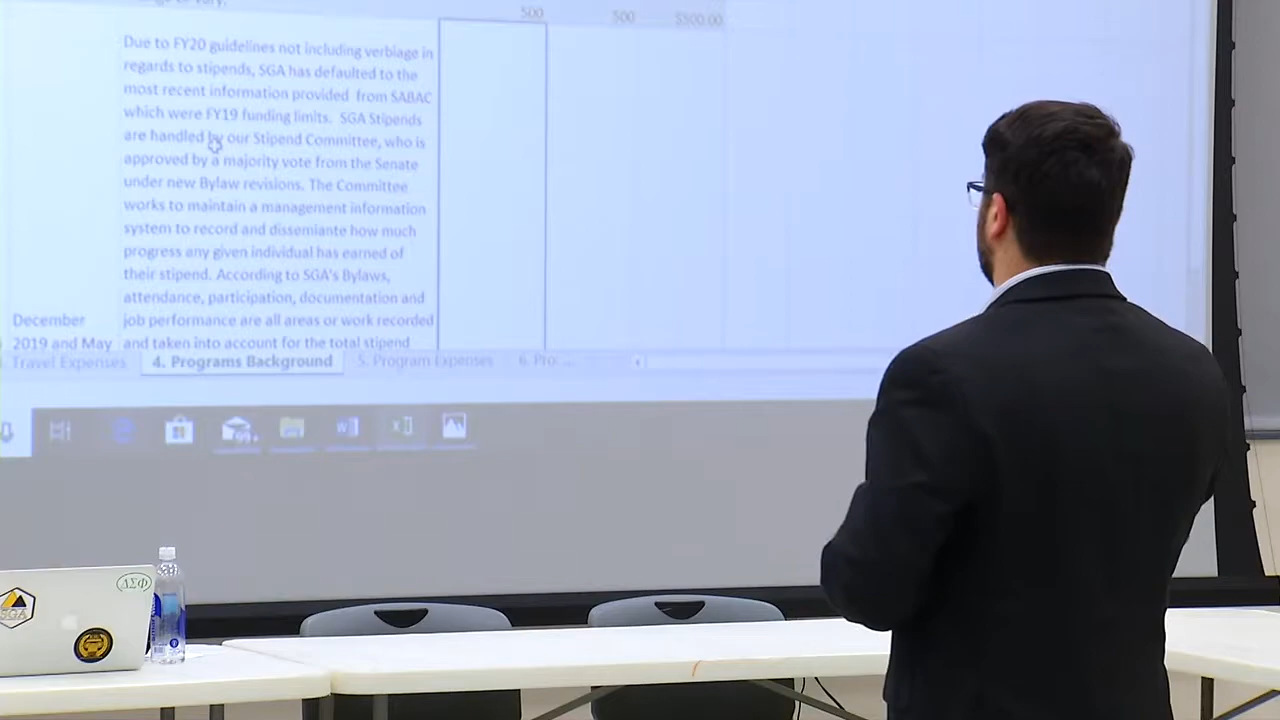 500 500 $500.00
Due to FY20 guidelines not including verbiage in
regards to stipends, SGA has defaulted to the
most recent information provided from SABAC
which were FY19 funding limits. SGA Stipends
are handled by our Stipend Committee, who is
approved by a majority vote from the Senate
under new Bylaw revisions. The Committee
works to maintain a management information
system to record and dissemiante how much
progress any given individual has earned of
their stipend. According to SGA's Bylaws,
attendance, participation, documentation and
December
job performance are all areas or work recorded
2019 and May
and taken into account for the total stipend
Travel Expenses 4. Programs Background 5. Program Expenses 6. Pro ...
99+
ΔΣΦ
SGA